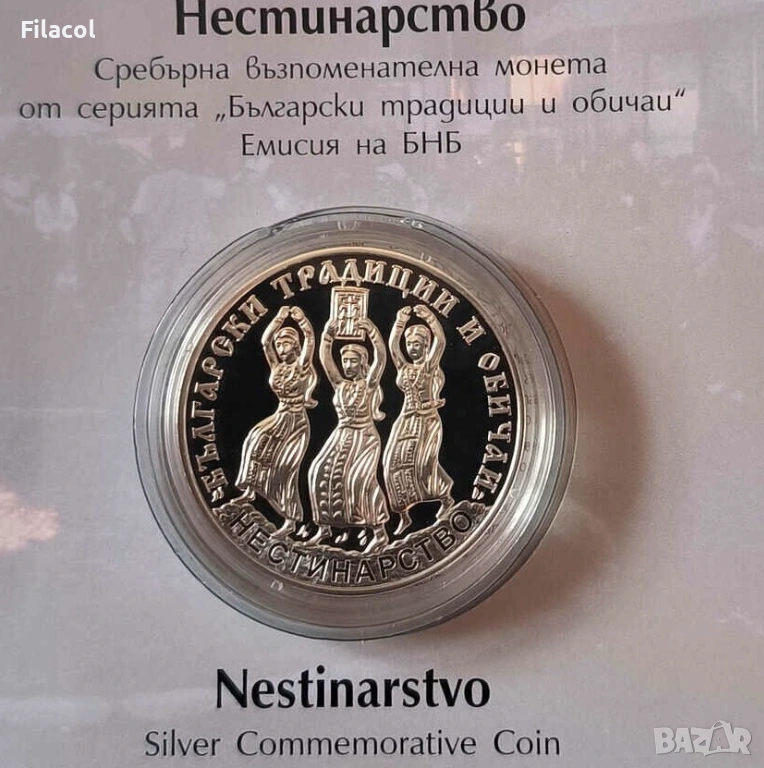 Filacol
Нестинарство
Сребърна възпоменателна монета
от серията „Български традиции и обичаи“
Емисия на БНБ
„БЪЛГАРСКИ ТРАДИЦИИ И ОБИЧАИ“
НЕСТИНАРСТВО
Nestinarstvo
Silver Commemorative Coin
BAZAR